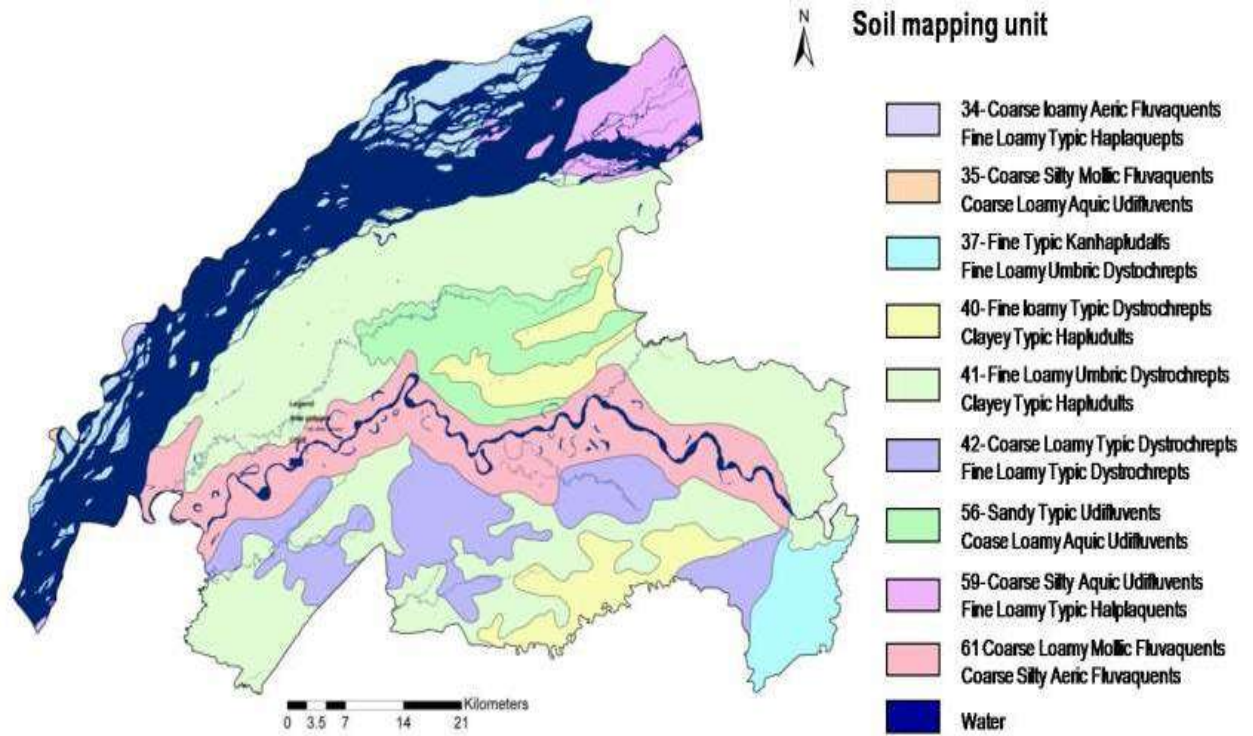 N
Soil mapping unit
34- Coarse loamy Aeric Fluvaquents
Fine Loamy Typic Haplaquepts
35- Coarse Silty Mollic Fluvaquents
Coarse Loamy Aquic Udifluvents
37- Fine Typic Kanhapludalfs
Fine Loamy Umbric Dystochrepts
40- Fine loamy Typic Dystrochrepts
Clayey Typic Hapludults
41- Fine Loamy Umbric Dystrochrepts
Clayey Typic Hapludults
42- Coarse Loamy Typic Dystrochrepts
Fine Loamy Typic Dystrochrepts
56- Sandy Typic Udifluvents
Coase Loamy Aquic Udifluvents
59- Coarse Silty Aquic Udifluvents
Fine Loamy Typic Halplaquents
61 Coarse Loamy Mollic Fluvaquents
Coarse Silty Aeric Fluvaquents
Water
Legend
Kilometers
0 3.5 7 14 21